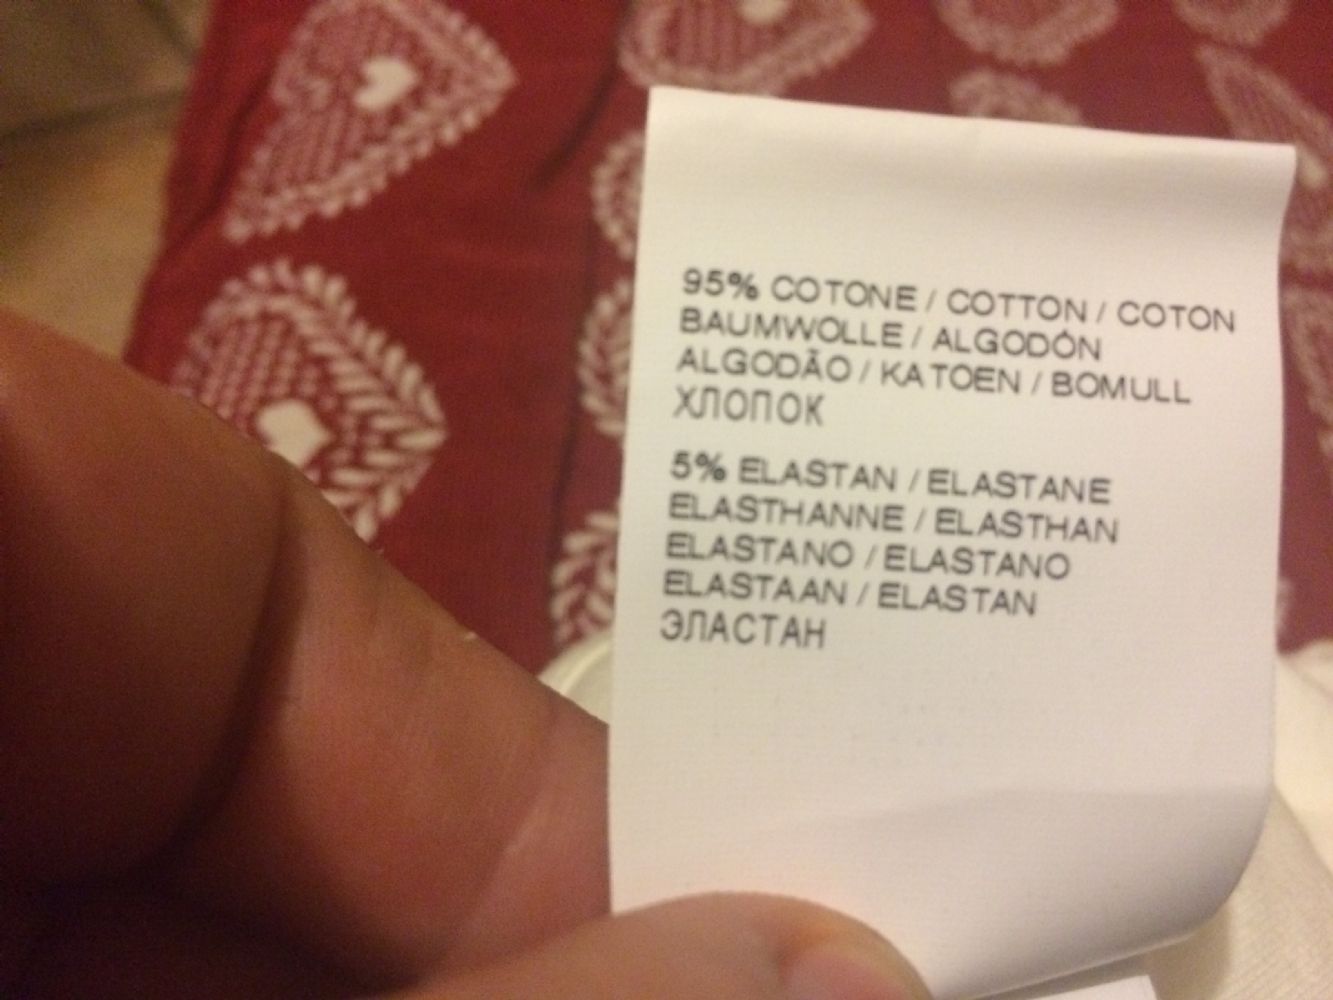 95% COTONE / COTTON / COTON
BAUMWOLLE / ALGODÓN
ALGODÃO / KATOEN / BOMULL
ХЛОПОК
5% ELASTAN / ELASTANE
ELASTHANNE / ELASTHAN
ELASTANO / ELASTANO
ELASTAAN / ELASTAN
ЭЛАСТАН